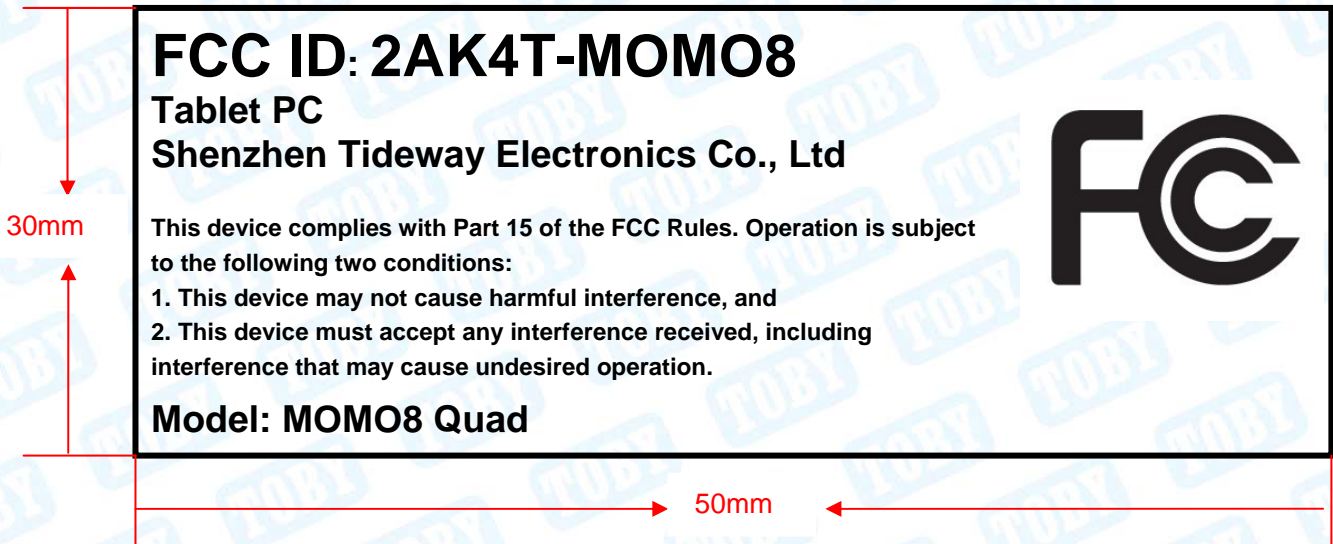 FCC ID: 2AK4T-MOMO8
Tablet PC
Shenzhen Tideway Electronics Co., Ltd
FC
30mm
This device complies with Part 15 of the FCC Rules. Operation is subject
to the following two conditions:
1. This device may not cause harmful interference, and
2. This device must accept any interference received, including
interference that may cause undesired operation.
Model: MOMO8 Quad
50mm
TOBY